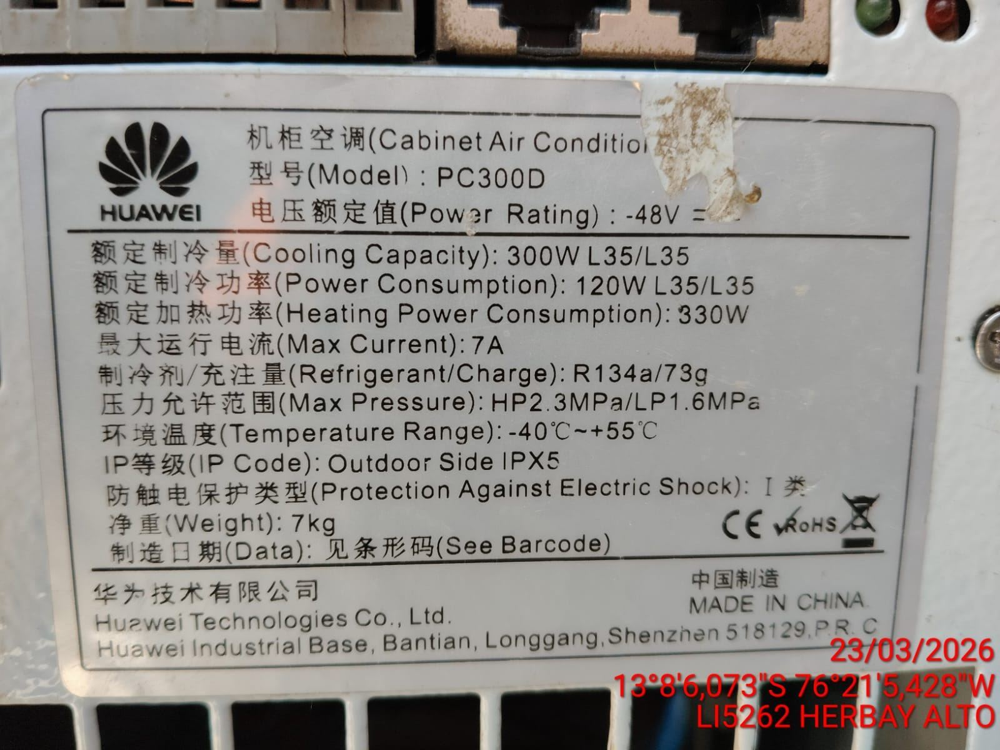 HUAWEI
机柜空调(Cabinet Air Conditio
型号(Model) : PC300D
电压额定值(Power Rating) : -48V
额定制冷量(Cooling Capacity): 300W L35/L35
额定制冷功率(Power Consumption): 120W L35/L35
额定加热功率(Heating Power Consumption): 330W
最大运行电流(Max Current): 7A
制冷剂/充注量(Refrigerant/Charge): R134a/73g
压力允许范围(Max Pressure): HP2.3MPa/LP1.6MPa
环境温度(Temperature Range): -40℃~+55℃
IP等级(IP Code): Outdoor Side IPX5
防触电保护类型(Protection Against Electric Shock): I 类
净重(Weight): 7kg
CE RoHS
制造日期(Data): 见条形码(See Barcode)
华为技术有限公司
中国制造
Huawei Technologies Co., Ltd.
MADE IN CHINA.
Huawei Industrial Base, Bantian, Longgang, Shenzhen 518129, P.R. C
23/03/2026
13°8'6,073"S 76°21'5,428"W
LI5262 HERBAY ALTO